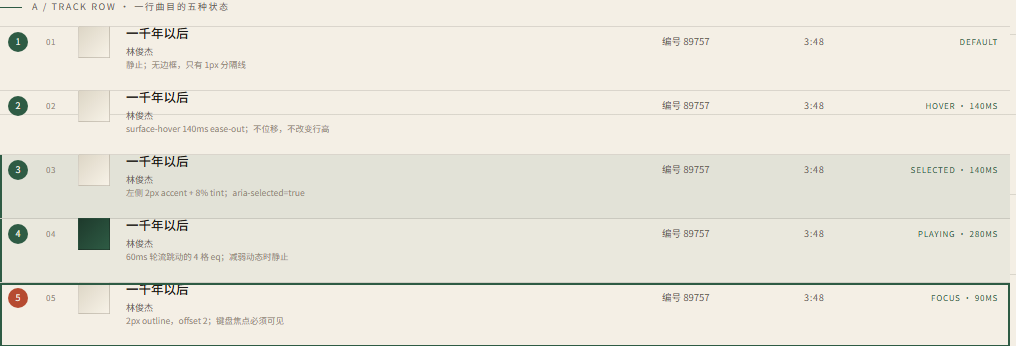 A / TRACK ROW · 一行曲目的五种状态
1 01 一千年以后 编号 89757 3:48 DEFAULT
林俊杰
静止；无边框，只有 1px 分隔线
2 02 一千年以后 编号 89757 3:48 HOVER · 140MS
林俊杰
surface-hover 140ms ease-out；不位移，不改变行高
3 03 一千年以后 编号 89757 3:48 SELECTED · 140MS
林俊杰
左侧 2px accent + 8% tint；aria-selected=true
4 04 一千年以后 编号 89757 3:48 PLAYING · 280MS
林俊杰
60ms 轮流跳动的 4 格 eq；减弱动态时静止
5 05 一千年以后 编号 89757 3:48 FOCUS · 90MS
林俊杰
2px outline，offset 2；键盘焦点必须可见